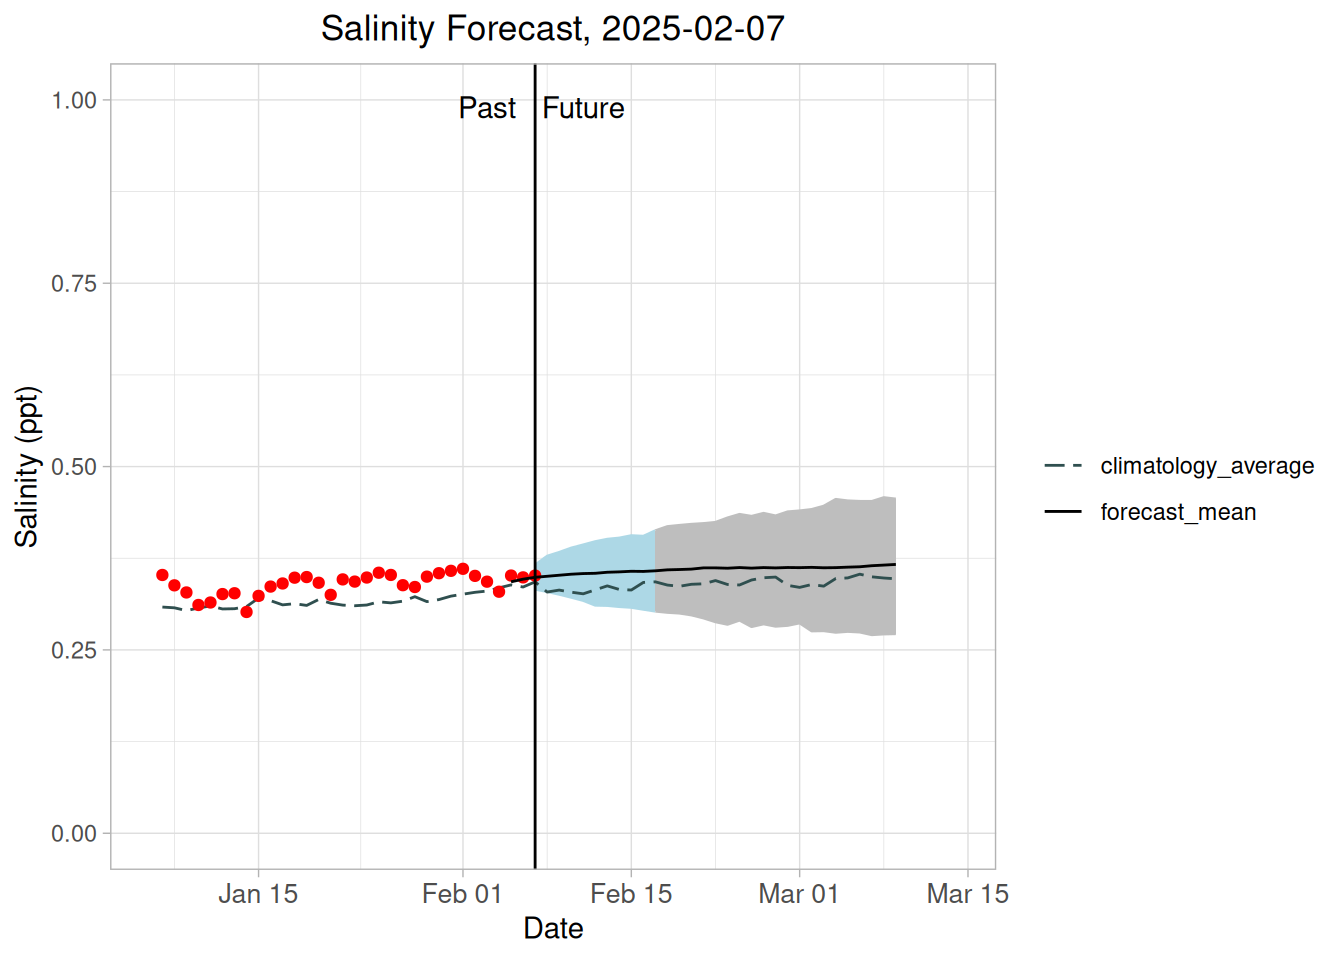 Salinity Forecast, 2025-02-07
Past Future
1.00
0.75
0.50
0.25
0.00
Salinity (ppt)
Jan 15 Feb 01 Feb 15 Mar 01 Mar 15
Date
climatology_average
forecast_mean